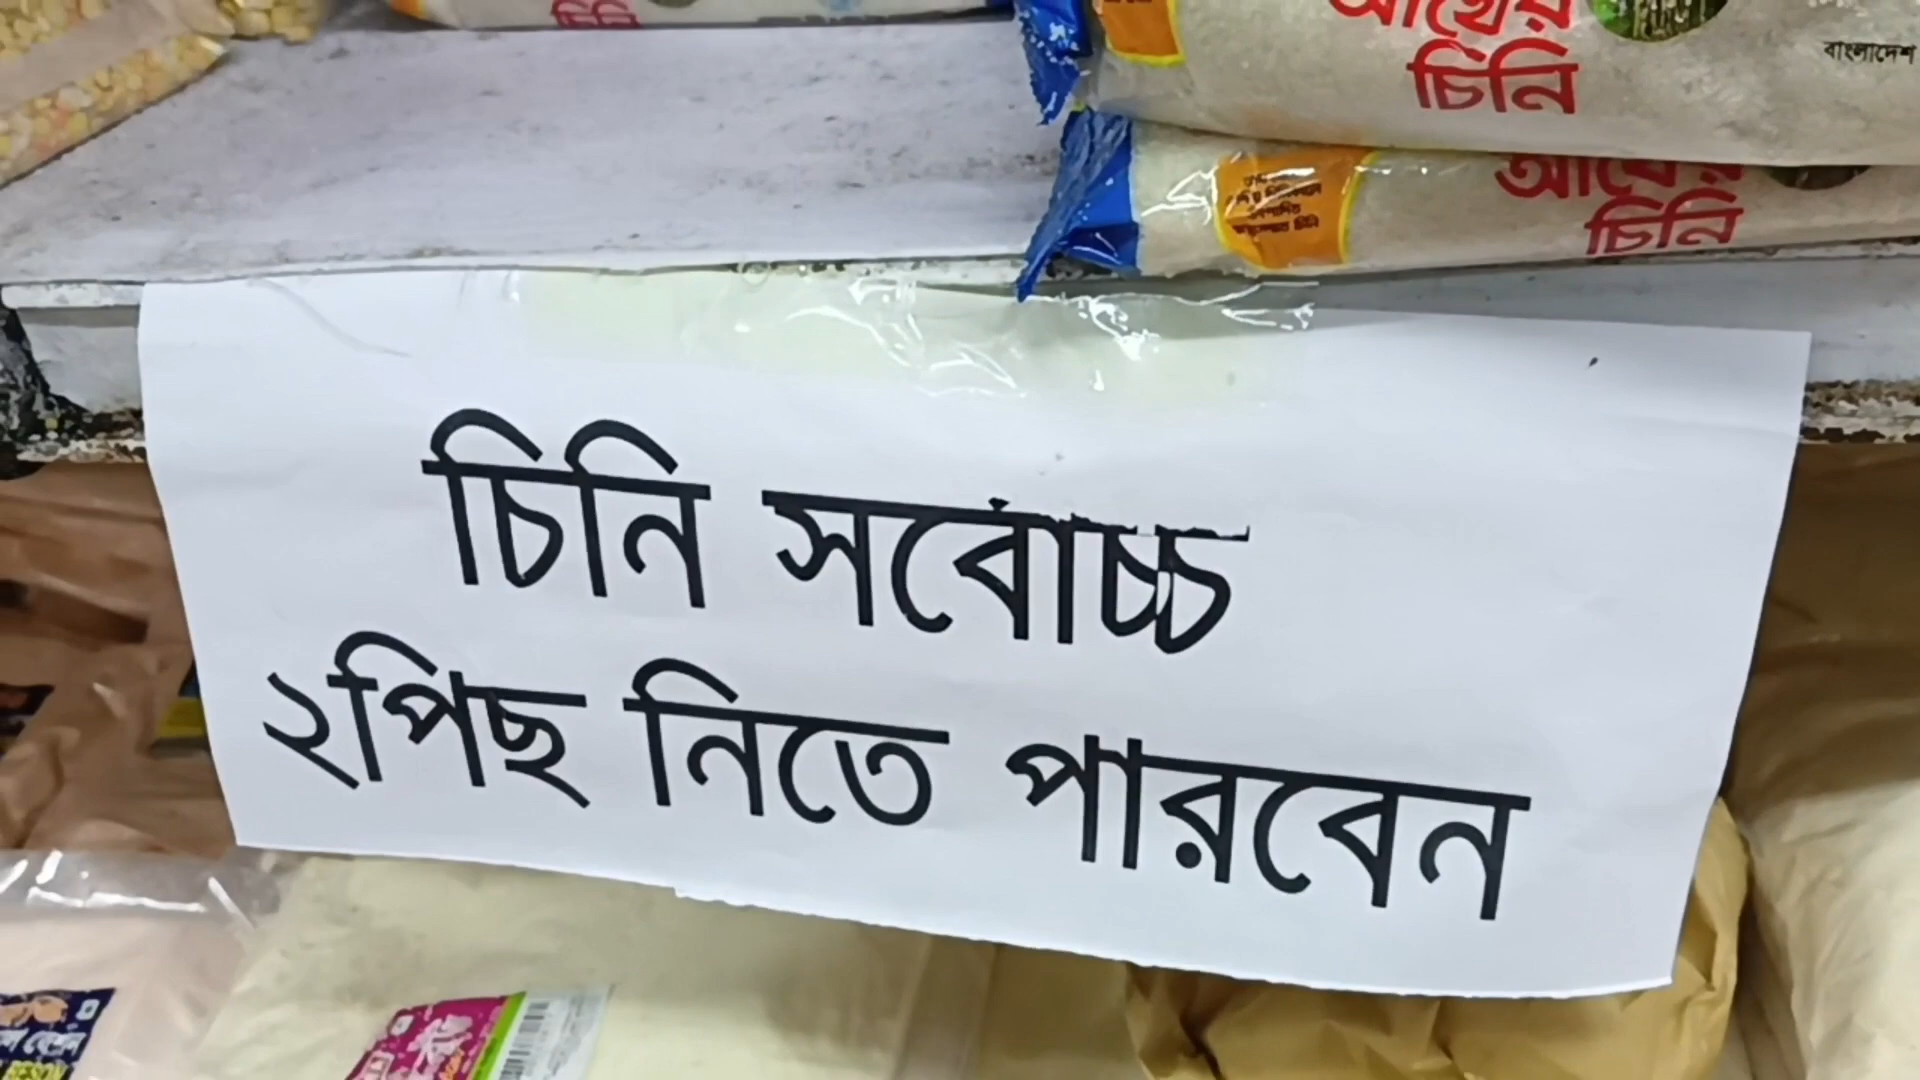 চিনি
আখের
চিনি
বাংলাদেশ
আখের
চিনি
চিনি সর্বোচ্চ
২পিছ নিতে পারবেন